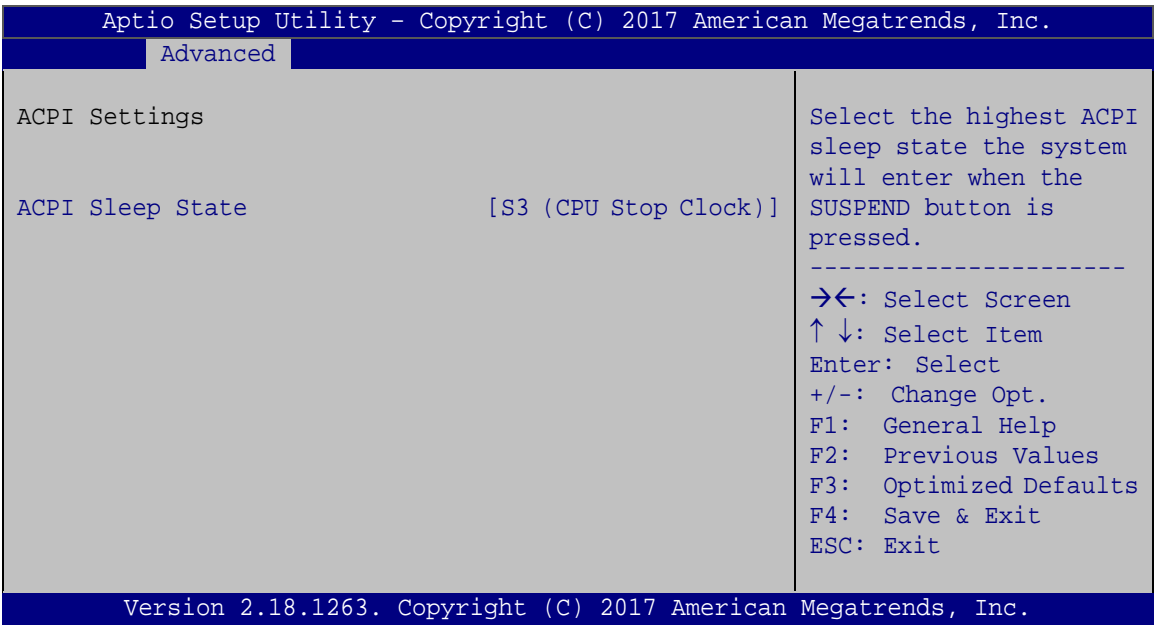 Aptio Setup Utility – Copyright (C) 2017 American Megatrends, Inc.
Advanced
ACPI Settings
ACPI Sleep State [S3 (CPU Stop Clock)]
Select the highest ACPI
sleep state the system
will enter when the
SUSPEND button is
pressed.
----------------------
→←: Select Screen
↑ ↓: Select Item
Enter: Select
+/-: Change Opt.
F1: General Help
F2: Previous Values
F3: Optimized Defaults
F4: Save & Exit
ESC: Exit
Version 2.18.1263. Copyright (C) 2017 American Megatrends, Inc.